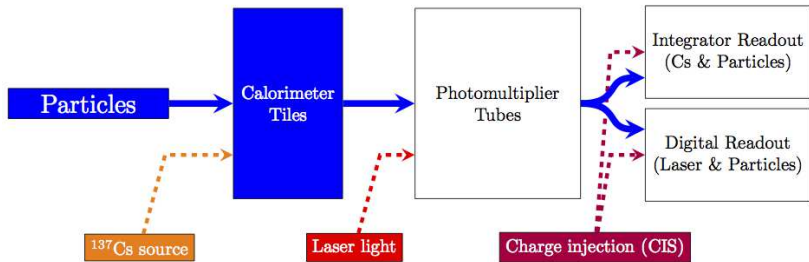 Particles
Calorimeter
Tiles
Photomultiplier
Tubes
Integrator Readout
(Cs & Particles)
Digital Readout
(Laser & Particles)
¹³⁷Cs source
Laser light
Charge injection (CIS)